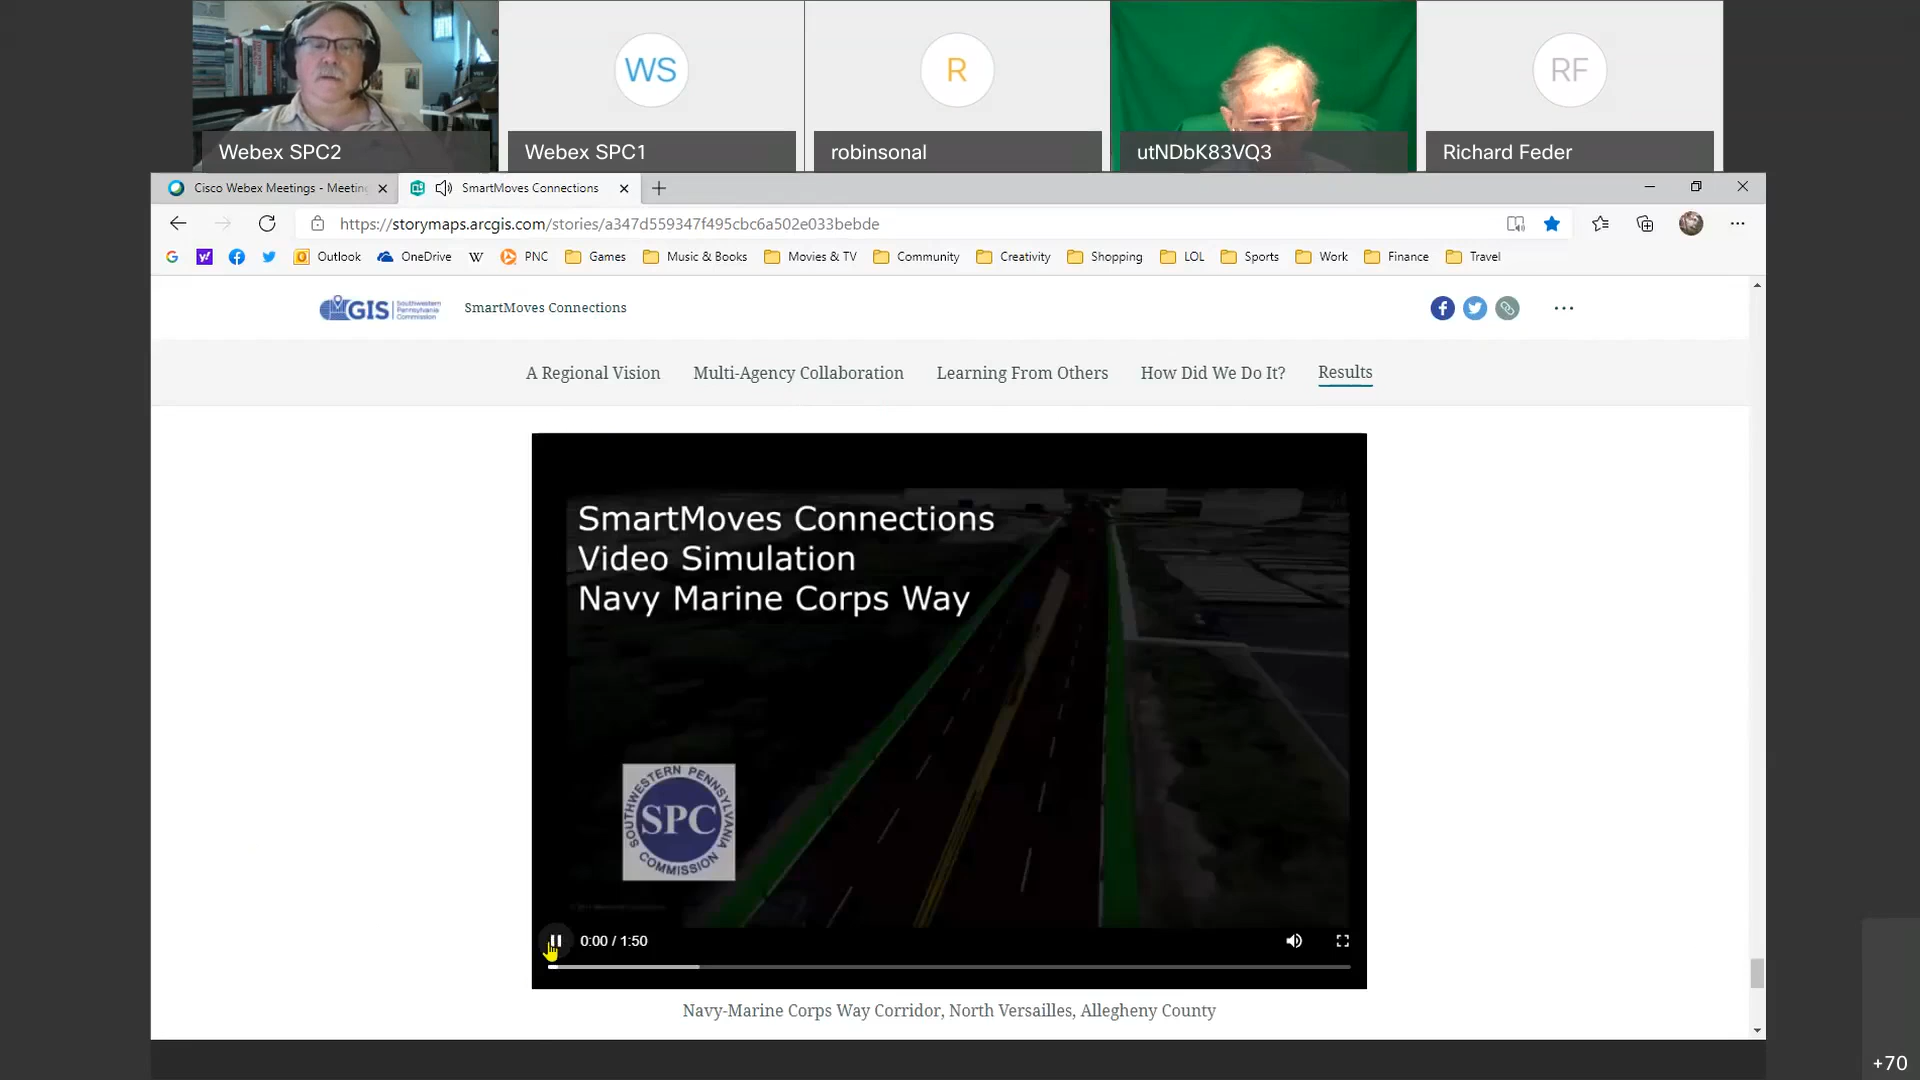 WS
R
RF
Webex SPC2
Webex SPC1
robinsonal
utNDbK83VQ3
Richard Feder
Cisco Webex Meetings - Meetin
SmartMoves Connections
https://storymaps.arcgis.com/stories/a347d559347f495cbc6a502e033bebde
Outlook
OneDrive
W
PNC
Games
Music & Books
Movies & TV
Community
Creativity
Shopping
LOL
Sports
Work
Finance
Travel
GIS
Southwestern
Pennsylvania
Commission
SmartMoves Connections
A Regional Vision
Multi-Agency Collaboration
Learning From Others
How Did We Do It?
Results
SmartMoves Connections
Video Simulation
Navy Marine Corps Way
SOUTHWESTERN PENNSYLVANIA
SPC
COMMISSION
0:00 / 1:50
Navy-Marine Corps Way Corridor, North Versailles, Allegheny County
+70